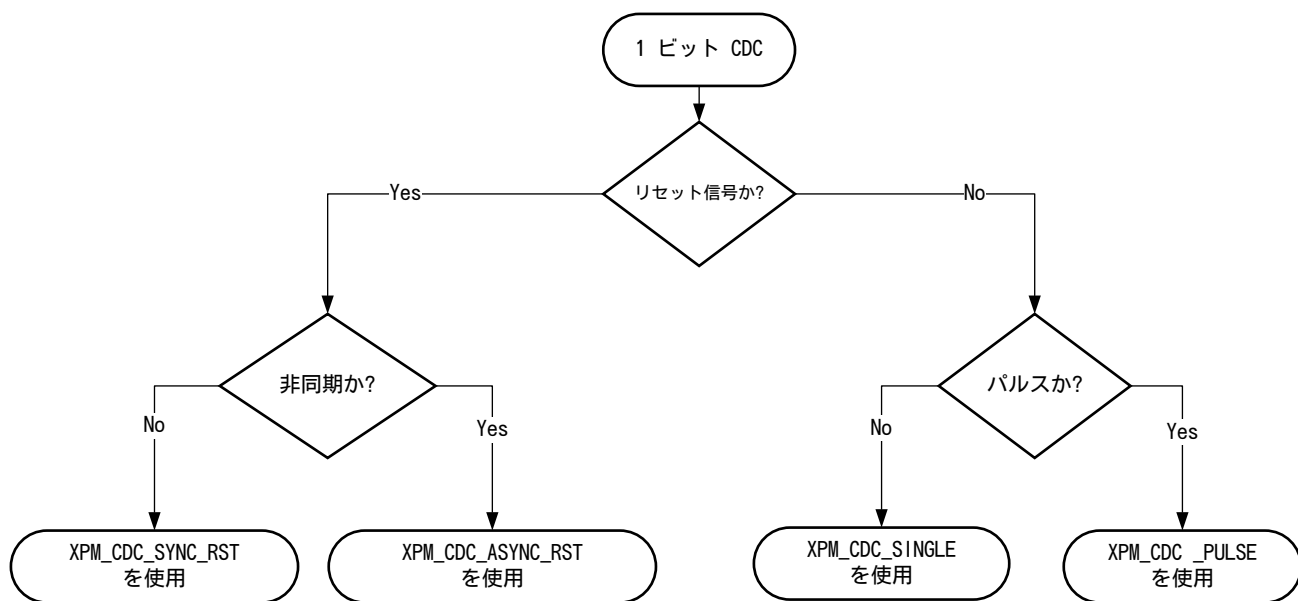 1 ビット CDC
リセット信号か?
Yes
No
非同期か?
パルスか?
No
Yes
No
Yes
XPM_CDC_SYNC_RST
を使用
XPM_CDC_ASYNC_RST
を使用
XPM_CDC_SINGLE
を使用
XPM_CDC _PULSE
を使用